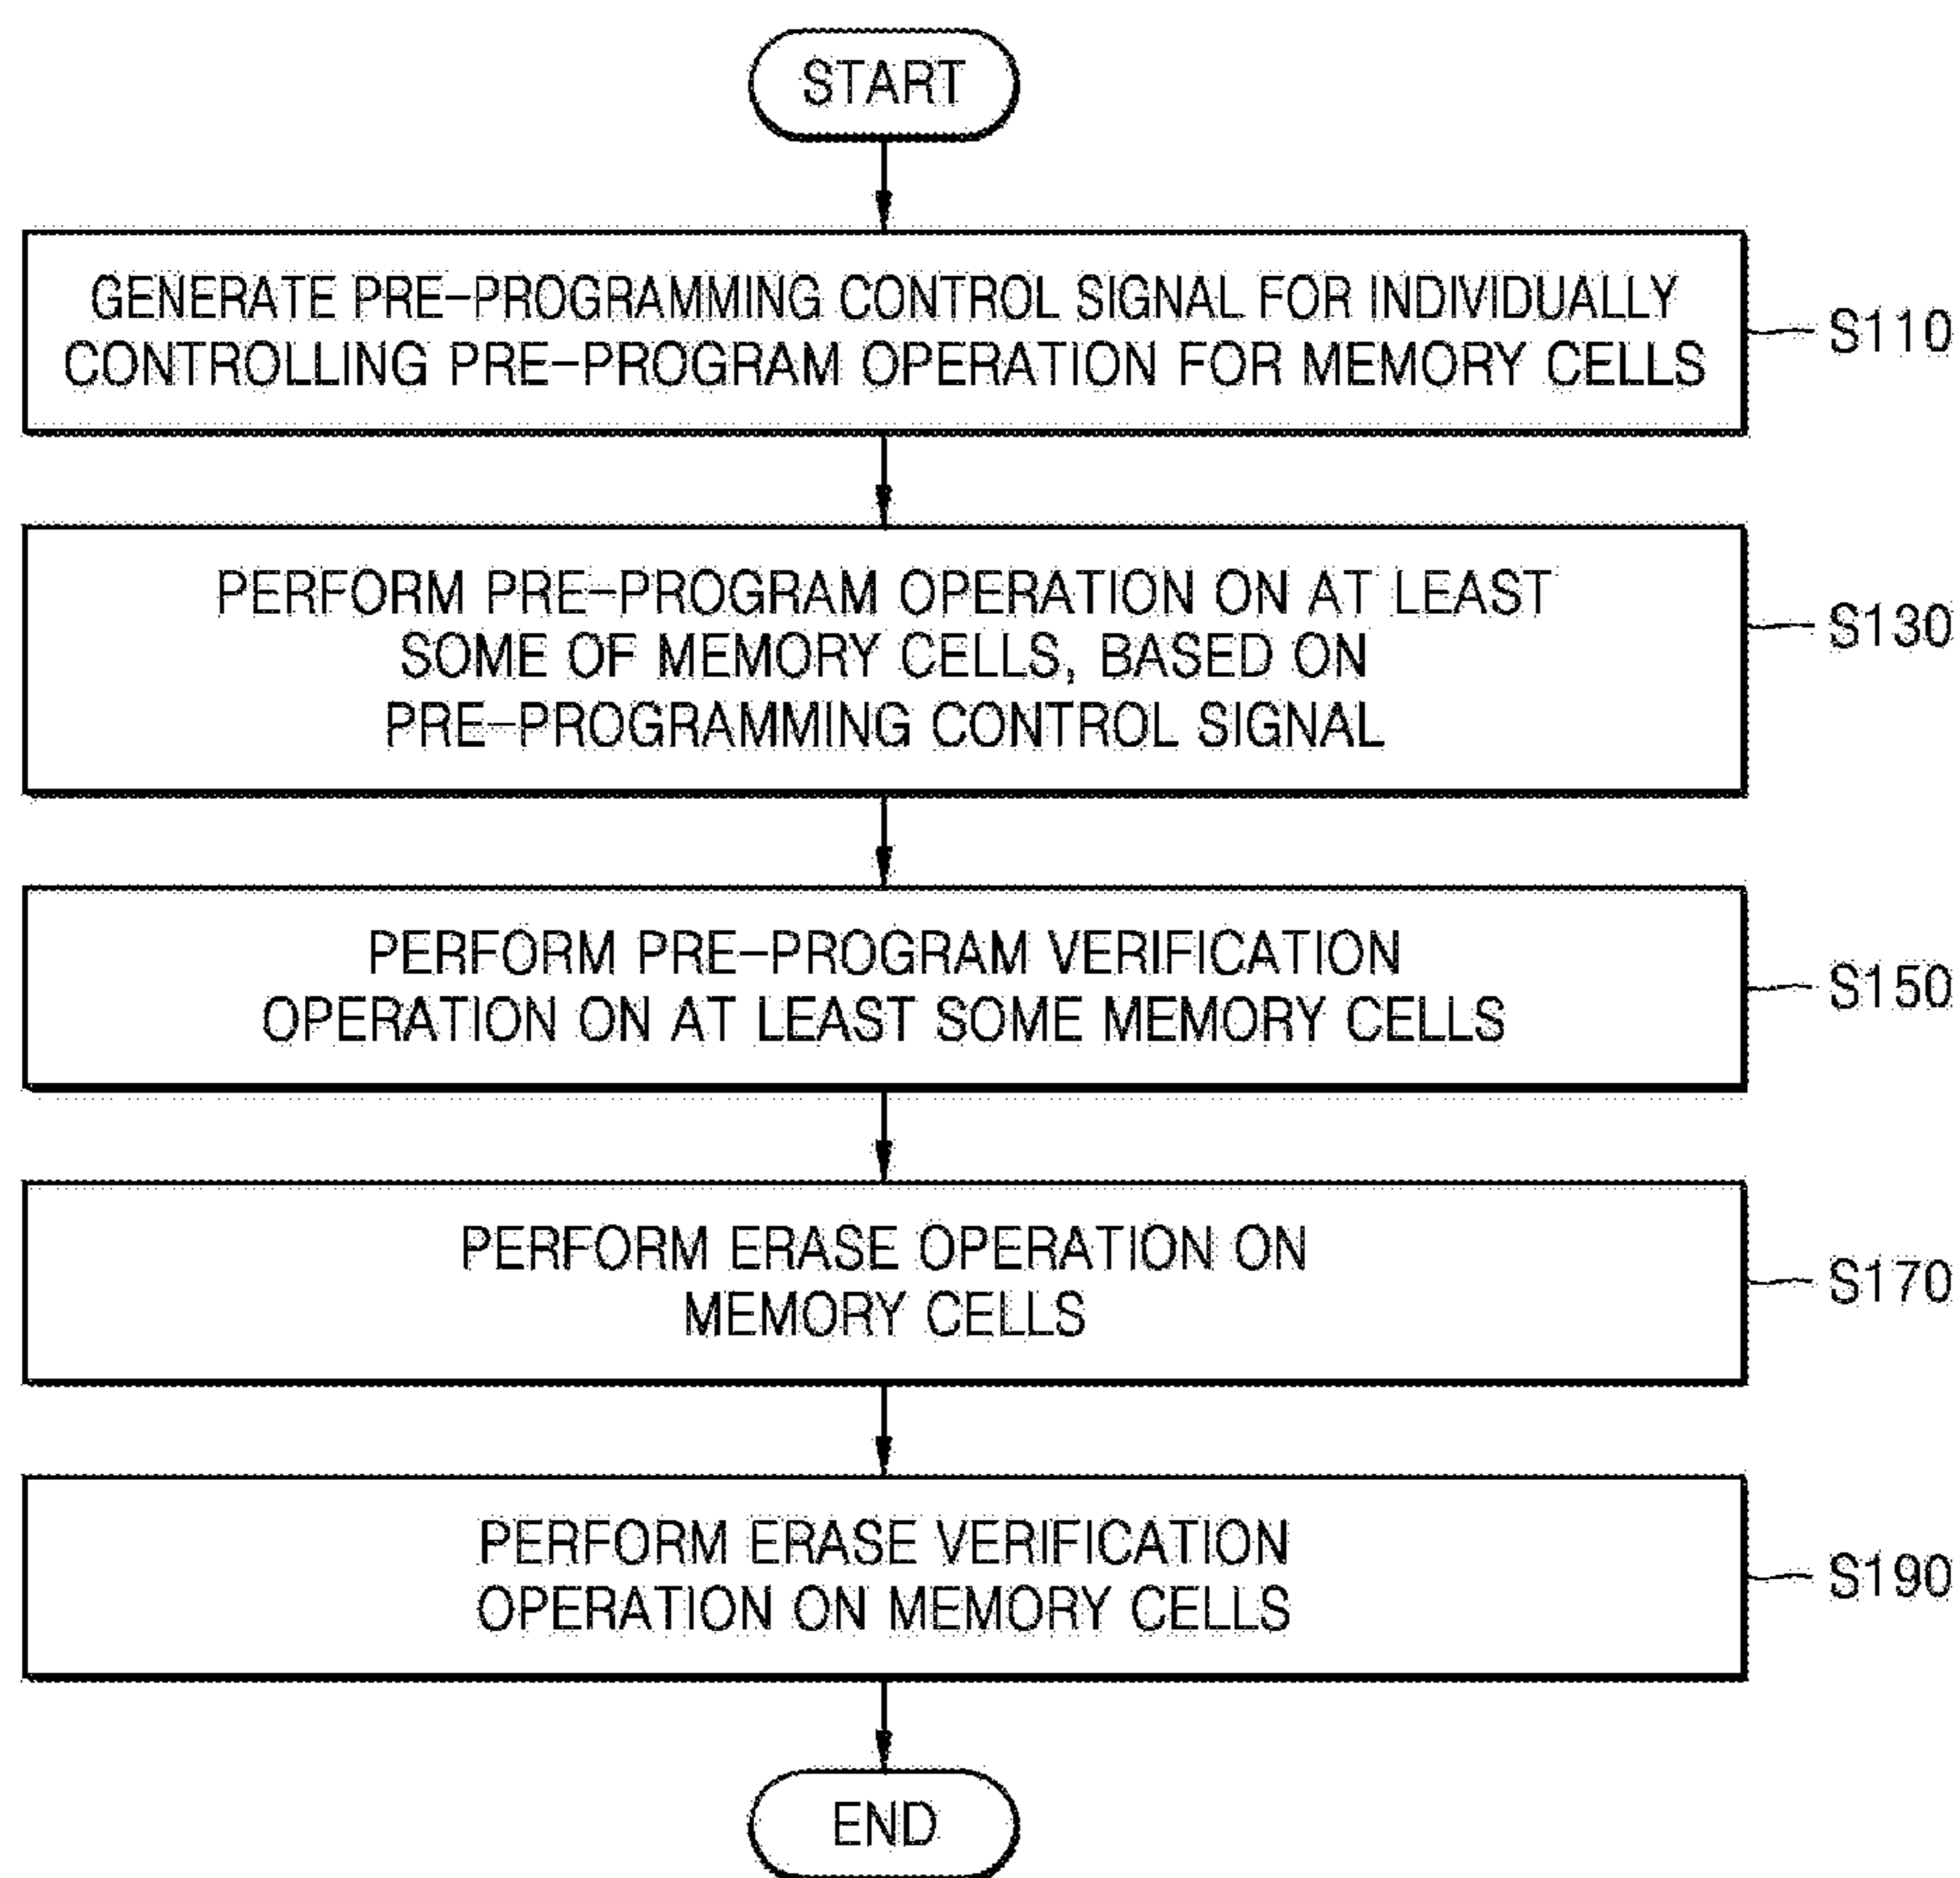 START
GENERATE PRE-PROGRAMMING CONTROL SIGNAL FOR INDIVIDUALLY
CONTROLLING PRE-PROGRAM OPERATION FOR MEMORY CELLS
S110
PERFORM PRE-PROGRAM OPERATION ON AT LEAST
SOME OF MEMORY CELLS, BASED ON
PRE-PROGRAMMING CONTROL SIGNAL
S130
PERFORM PRE-PROGRAM VERIFICATION
OPERATION ON AT LEAST SOME MEMORY CELLS
S150
PERFORM ERASE OPERATION ON
MEMORY CELLS
S170
PERFORM ERASE VERIFICATION
OPERATION ON MEMORY CELLS
S190
END